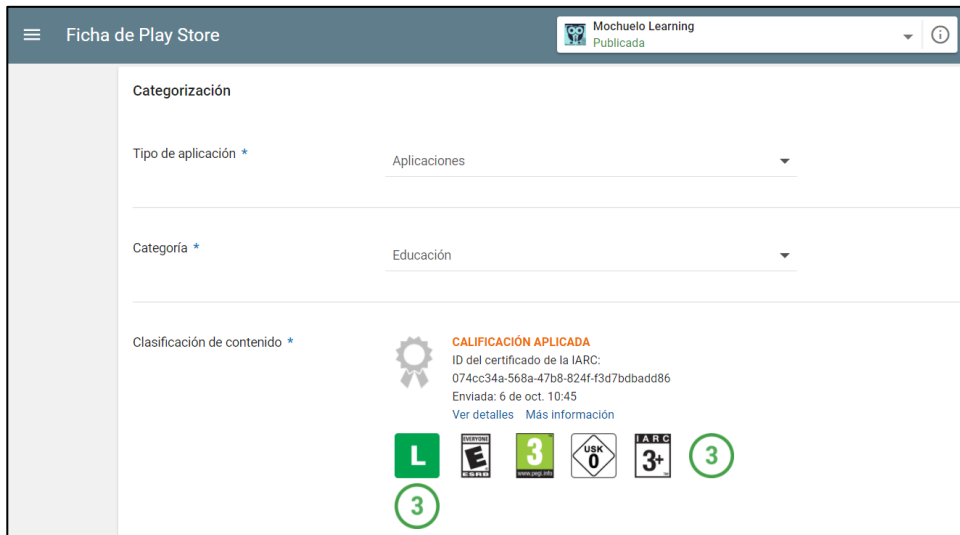 Ficha de Play Store
Mochuelo Learning
Publicada
Categorización
Tipo de aplicación *
Aplicaciones
Categoría *
Educación
Clasificación de contenido *
CALIFICACIÓN APLICADA
ID del certificado de la IARC:
074cc34a-568a-47b8-824f-f3d7bdbadd86
Enviada: 6 de oct. 10:45
Ver detalles Más información
L
EVERYONE
E
ESRB
3
www.pegi.info
USK
0
IARC
3+
3
3